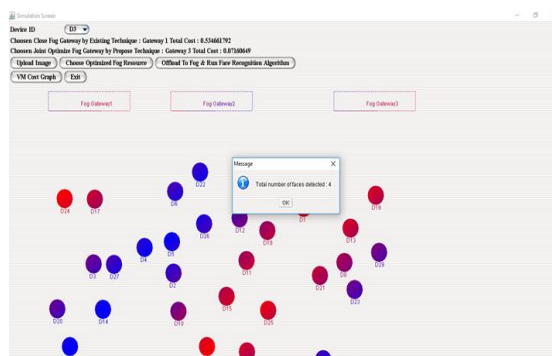 Simulation Screen
Device ID D3
Choosen Close Fog Gateway by Existing Technique : Gateway 1 Total Cost : 0.534661792
Choosen Joint Optimize Fog Gateway by Propose Technique : Gateway 3 Total Cost : 0.07160649
Upload Image Choose Optimized Fog Resource Offload To Fog & Run Face Recognition Algorithm
VM Cost Graph Exit
Fog Gateway1 Fog Gateway2 Fog Gateway3
Message X
Total number of faces detected : 4
OK
D22
D6
D24 D17
D19
D1
D26
D12
D18
D13
D5
D4
D28
D3 D27
D11
D8
D2
D21
D23
D15
D20 D14
D10
D25